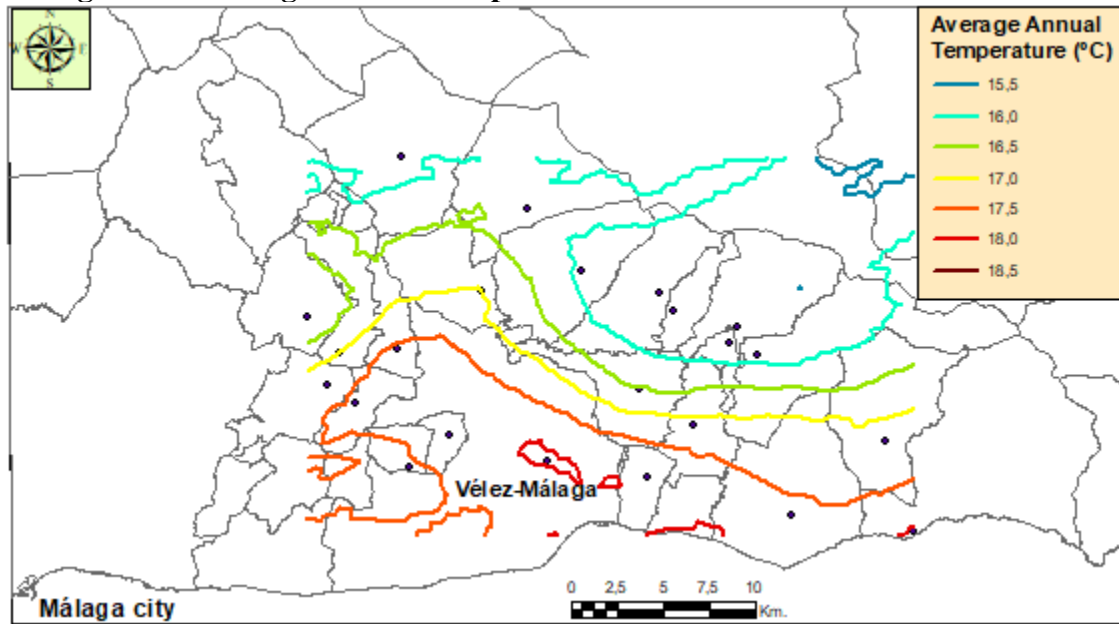 N
W E
S
Average Annual
Temperature (ºC)
15,5
16,0
16,5
17,0
17,5
18,0
18,5
Vélez-Málaga
0 2,5 5 7,5 10
Km.
Málaga city